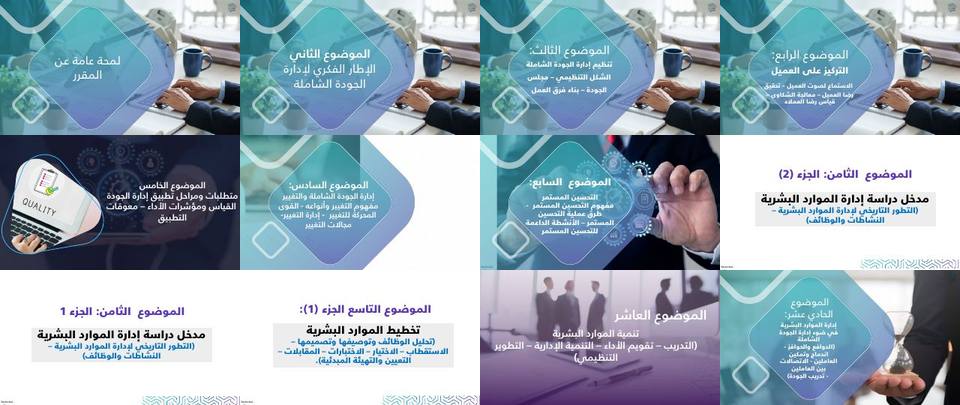 لمحة عامة عن
المقرر
الموضوع الثاني
الإطار الفكري لإدارة
الجودة الشاملة
الموضوع الثالث:
تنظيم إدارة الجودة الشاملة
الشكل التنظيمي – مجلس
الجودة – بناء فرق العمل
الموضوع الرابع:
التركيز على العميل
الاستماع لصوت العميل - تحقيق
رضا العميل – معالجة الشكاوى –
قياس رضا العملاء
QUALITY
الموضوع الخامس
متطلبات ومراحل تطبيق إدارة الجودة
القياس ومؤشرات الأداء – معوقات
التطبيق
الموضوع السادس:
إدارة الجودة الشاملة والتغيير
مفهوم التغيير وأنواعه - القوى
المحركة للتغيير - إدارة التغيير-
مجالات التغيير
الموضوع السابع:
التحسين المستمر
مفهوم التحسين المستمر -
طرق عملية التحسين
المستمر – الأنشطة الداعمة
للتحسين المستمر
الموضوع الثامن: (2)
مدخل دراسة إدارة الموارد البشرية
(التطور التاريخي لإدارة الموارد البشرية –
النشاطات والوظائف)
الموضوع الثامن: الجزء 1
مدخل دراسة إدارة الموارد البشرية
(التطور التاريخي لإدارة الموارد البشرية –
النشاطات والوظائف)
الموضوع التاسع الجزء (1):
تخطيط الموارد البشرية
(تحليل الوظائف وتوصيفها وتصميمها –
الاستقطاب – الاختيار – الاختبارات – المقابلات –
التعيين والتهيئة المبدئية).
الموضوع العاشر
تنمية الموارد البشرية
(التدريب – تقويم الأداء – التنمية الإدارية – التطوير
التنظيمي)
الموضوع
الحادي عشر:
إدارة الموارد البشرية
في ضوء إدارة الجودة
الشاملة
(الدوافع والحوافز -
اندماج وتمكين
العاملين - الاتصالات
بين العاملين
- تدريب الجودة)